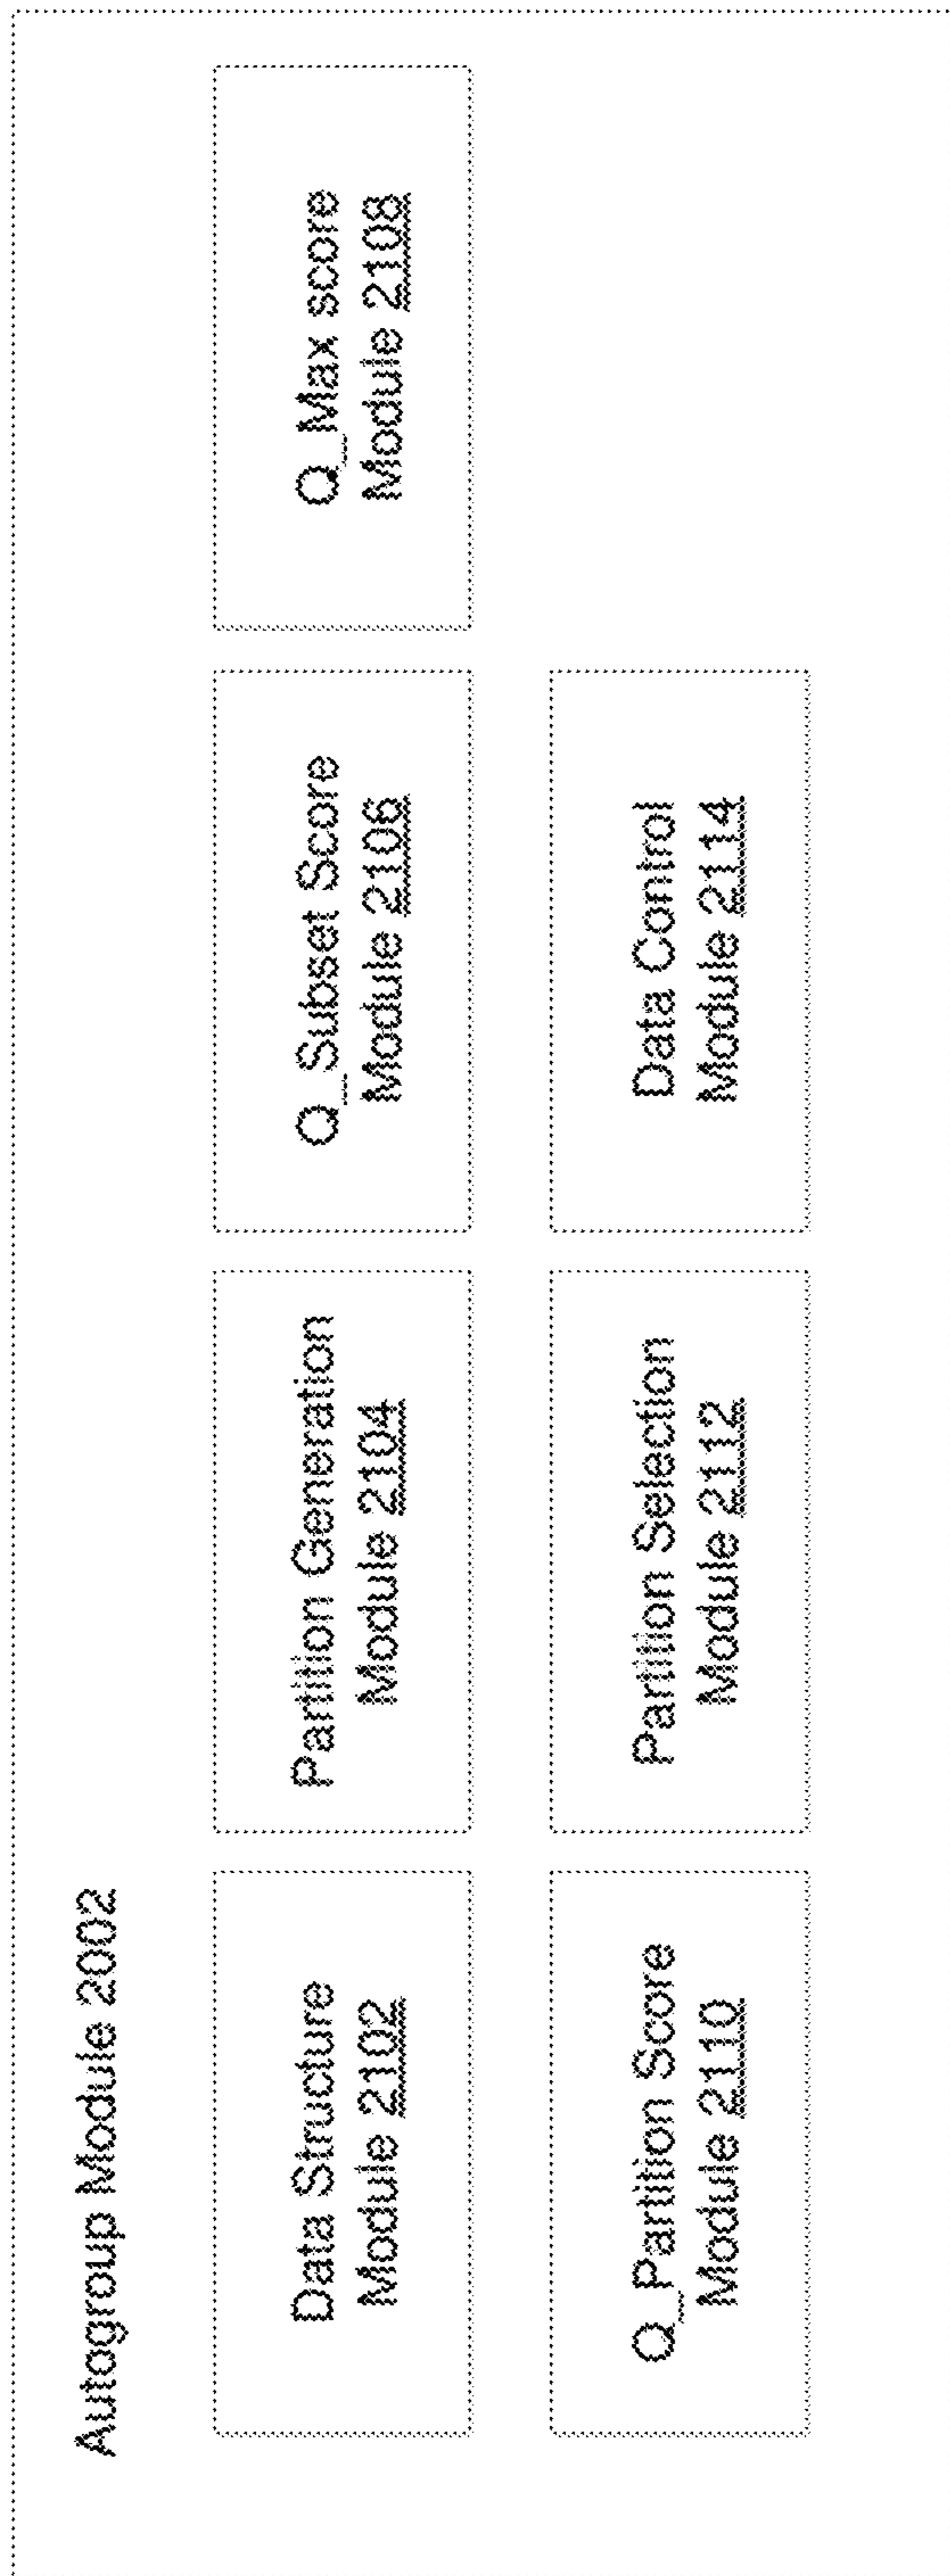 Autogroup Module 2002
Data Structure
Module 2102
Partition Generation
Module 2104
Q_Subset Score
Module 2106
Q_Max score
Module 2108
Q_Partition Score
Module 2110
Partition Selection
Module 2112
Data Control
Module 2114